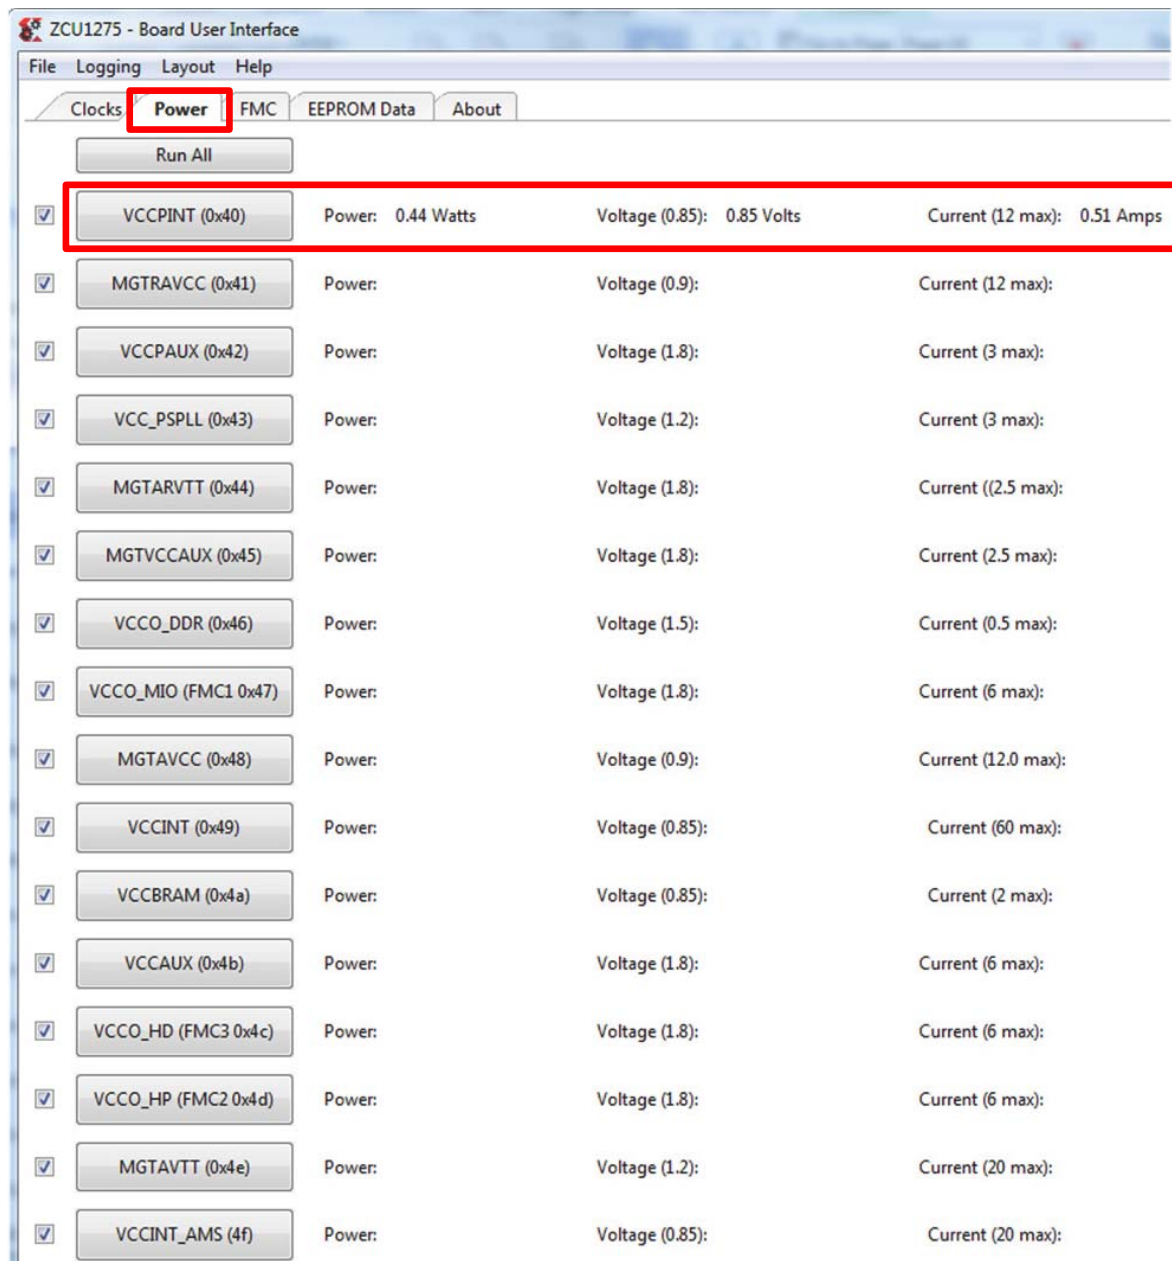 ZCU1275 - Board User Interface
File Logging Layout Help
Clocks Power FMC EEPROM Data About
Run All
VCCPINT (0x40) Power: 0.44 Watts Voltage (0.85): 0.85 Volts Current (12 max): 0.51 Amps
MGTRAVCC (0x41) Power: Voltage (0.9): Current (12 max):
VCCPAUX (0x42) Power: Voltage (1.8): Current (3 max):
VCC_PSPLL (0x43) Power: Voltage (1.2): Current (3 max):
MGTARVTT (0x44) Power: Voltage (1.8): Current ((2.5 max):
MGTVCCAUX (0x45) Power: Voltage (1.8): Current (2.5 max):
VCCO_DDR (0x46) Power: Voltage (1.5): Current (0.5 max):
VCCO_MIO (FMC1 0x47) Power: Voltage (1.8): Current (6 max):
MGTAVCC (0x48) Power: Voltage (0.9): Current (12.0 max):
VCCINT (0x49) Power: Voltage (0.85): Current (60 max):
VCCBRAM (0x4a) Power: Voltage (0.85): Current (2 max):
VCCAUX (0x4b) Power: Voltage (1.8): Current (6 max):
VCCO_HD (FMC3 0x4c) Power: Voltage (1.8): Current (6 max):
VCCO_HP (FMC2 0x4d) Power: Voltage (1.8): Current (6 max):
MGTAVTT (0x4e) Power: Voltage (1.2): Current (20 max):
VCCINT_AMS (4f) Power: Voltage (0.85): Current (20 max):